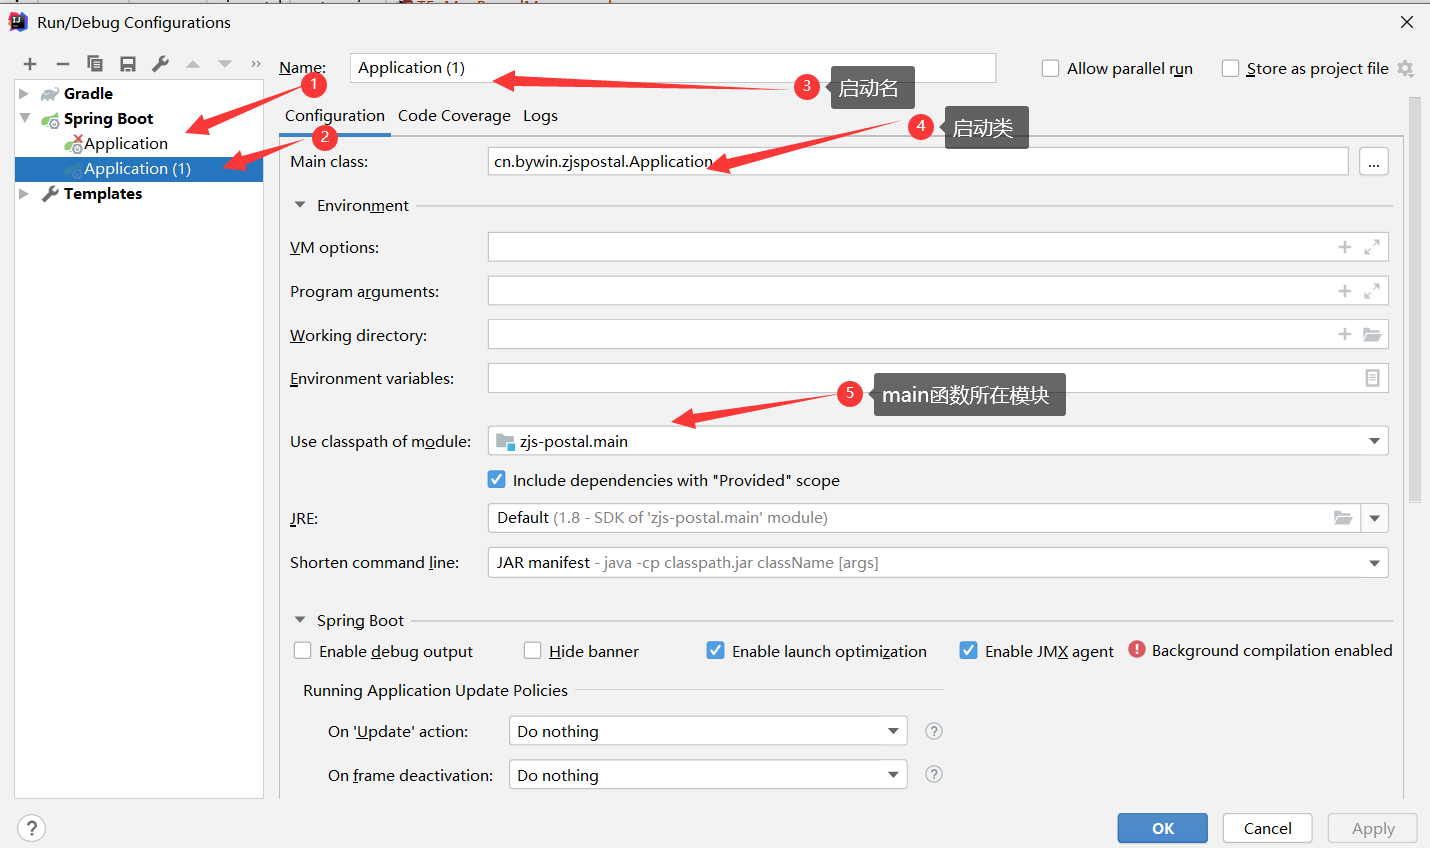 Run/Debug Configurations
Name: Application (1)
Allow parallel run
Store as project file
1
3 启动名
Gradle
Spring Boot
Application
Application (1)
Templates
Configuration Code Coverage Logs
2
4 启动类
Main class: cn.bywin.zjspostal.Application ...
Environment
VM options:
Program arguments:
Working directory:
Environment variables:
5 main函数所在模块
Use classpath of module: zjs-postal.main
Include dependencies with "Provided" scope
JRE: Default (1.8 - SDK of 'zjs-postal.main' module)
Shorten command line: JAR manifest - java -cp classpath.jar className [args]
Spring Boot
Enable debug output Hide banner Enable launch optimization Enable JMX agent Background compilation enabled
Running Application Update Policies
On 'Update' action: Do nothing ?
On frame deactivation: Do nothing ?
? OK Cancel Apply